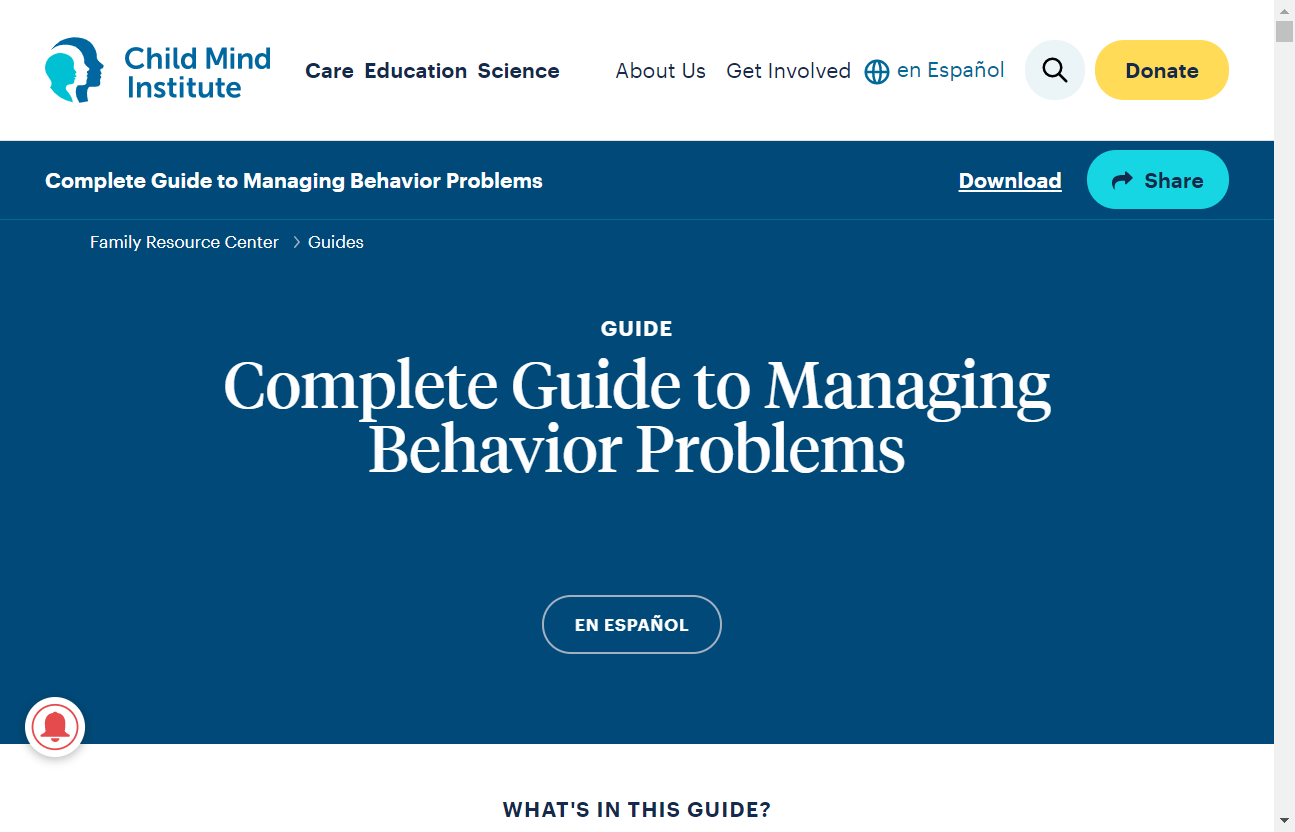 Child Mind
Institute
Care Education Science
About Us Get Involved en Español
Donate
Complete Guide to Managing Behavior Problems
Download
Share
Family Resource Center > Guides
GUIDE
Complete Guide to Managing
Behavior Problems
EN ESPAÑOL
WHAT'S IN THIS GUIDE?